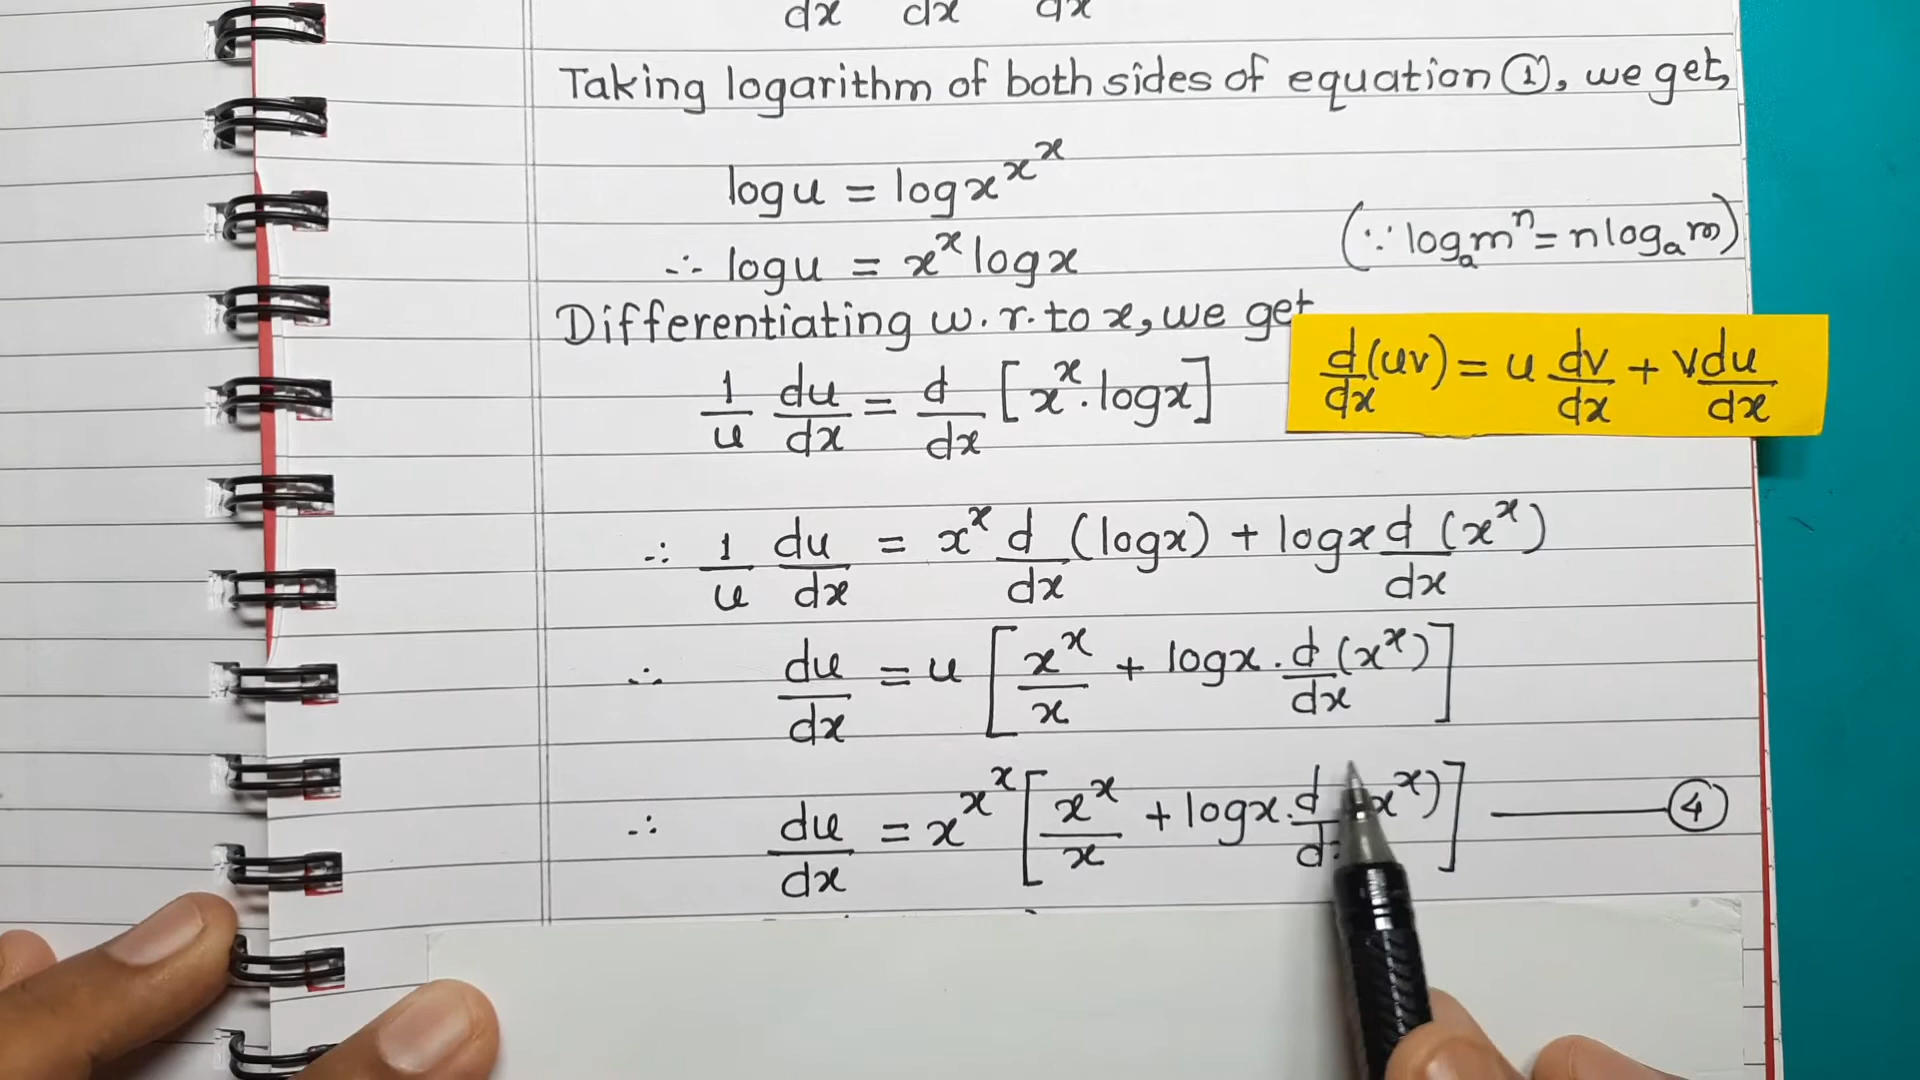 dx dx dx
Taking logarithm of both sides of equation ①, we get,
log u = log x^x^x
∴ log u = x^x log x (∵ log_a m^n = n log_a m)
Differentiating w.r. to x, we get
1/u du/dx = d/dx [x^x . log x]
d/dx (uv) = u dv/dx + v du/dx
∴ 1/u du/dx = x^x d/dx (log x) + log x d/dx (x^x)
∴ du/dx = u [x^x/x + log x . d/dx (x^x)]
∴ du/dx = x^x^x [x^x/x + log x . d/d x^x)] ④